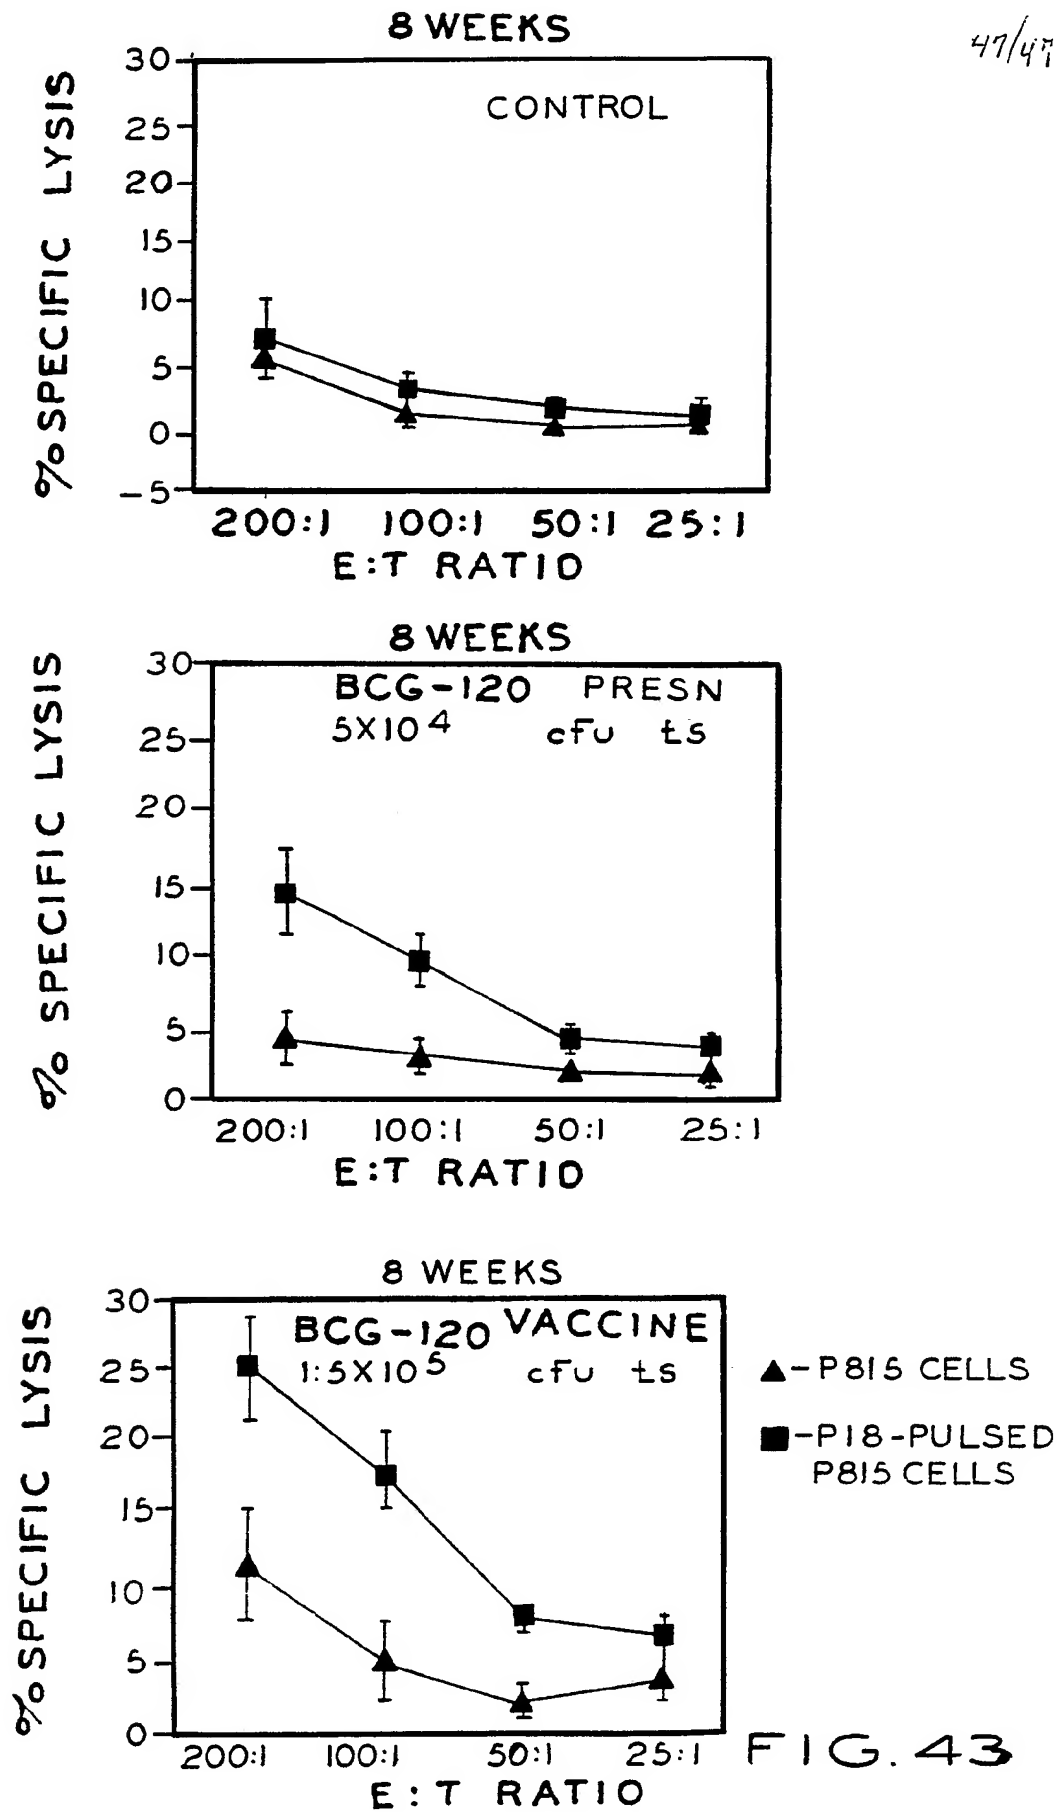 47/47
8 WEEKS
CONTROL
% SPECIFIC LYSIS
30
25
20
15
10
5
0
-5
200:1 100:1 50:1 25:1
E:T RATIO
8 WEEKS
BCG-120 PRESN
5X10 4 cfu ts
% SPECIFIC LYSIS
30
25
20
15
10
5
0
200:1 100:1 50:1 25:1
E:T RATIO
8 WEEKS
BCG-120 VACCINE
1:5X10 5 cfu ts
% SPECIFIC LYSIS
30
25
20
15
10
5
0
200:1 100:1 50:1 25:1
E:T RATIO
-P815 CELLS
-P18-PULSED
P815 CELLS
FIG. 43